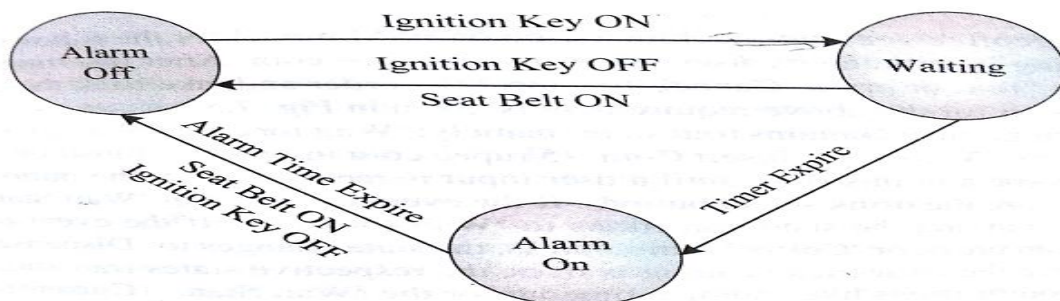 Ignition Key ON
Alarm
Off
Ignition Key OFF
Waiting
Seat Belt ON
Alarm Time Expire
Seat Belt ON
Ignition Key OFF
Timer Expire
Alarm
On